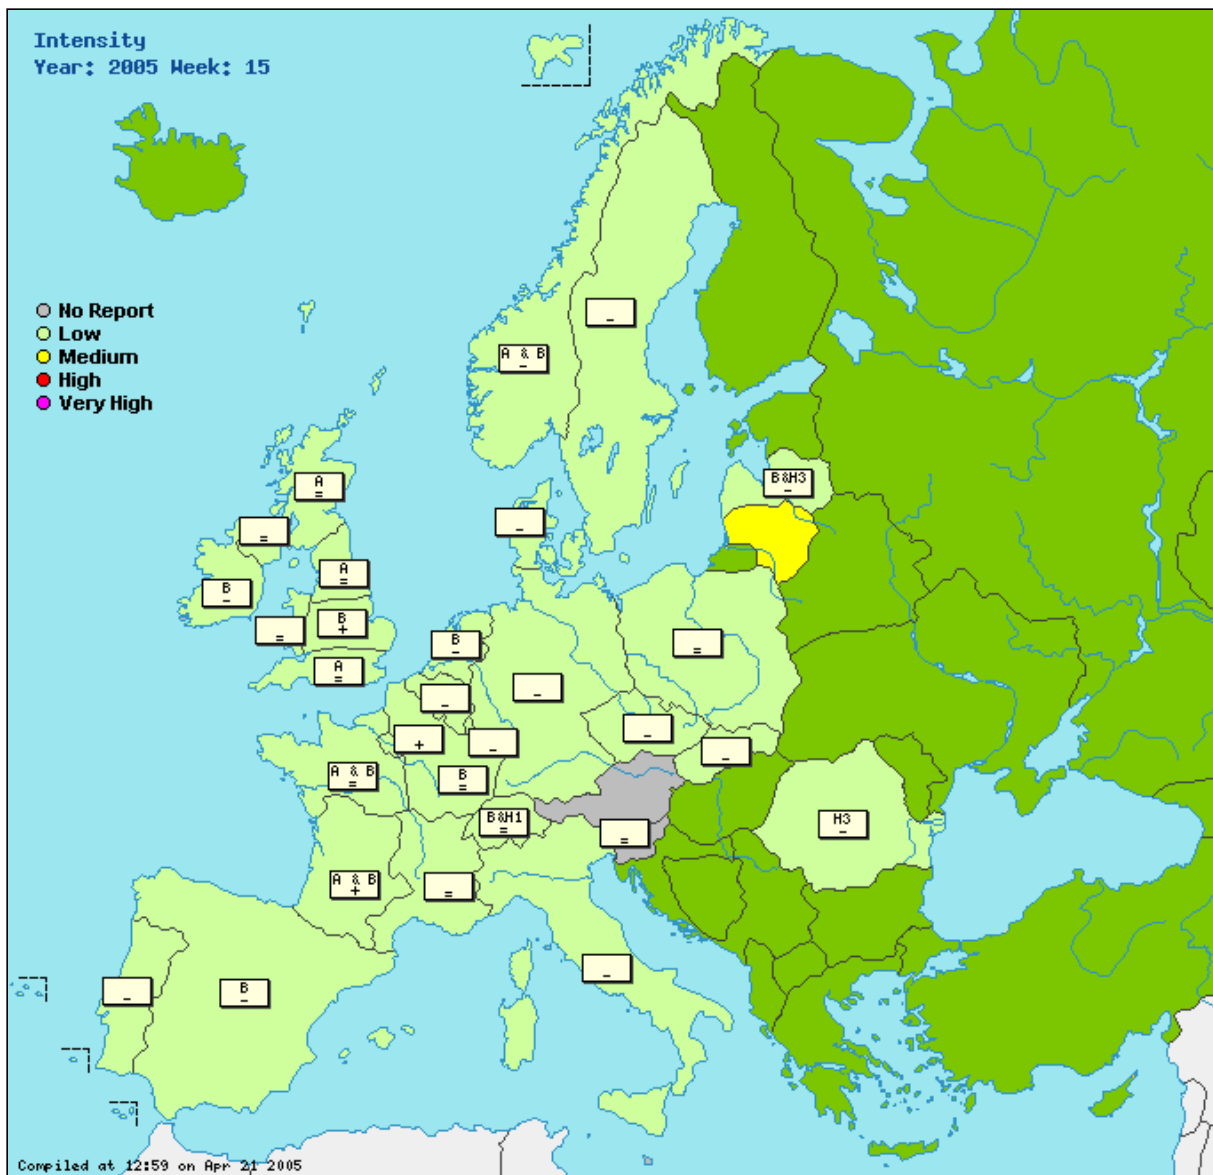 Intensity
Year: 2005 Week: 15
No Report
Low
Medium
High
Very High
–
A & B
–
B&H3
–
A
=
–
=
A
=
B
–
B
+
=
B
–
=
A
=
–
–
–
+
–
–
A & B
=
B
=
B&H1
=
H3
–
=
A & B
+
=
–
–
B
–
Compiled at 12:59 on Apr 21 2005